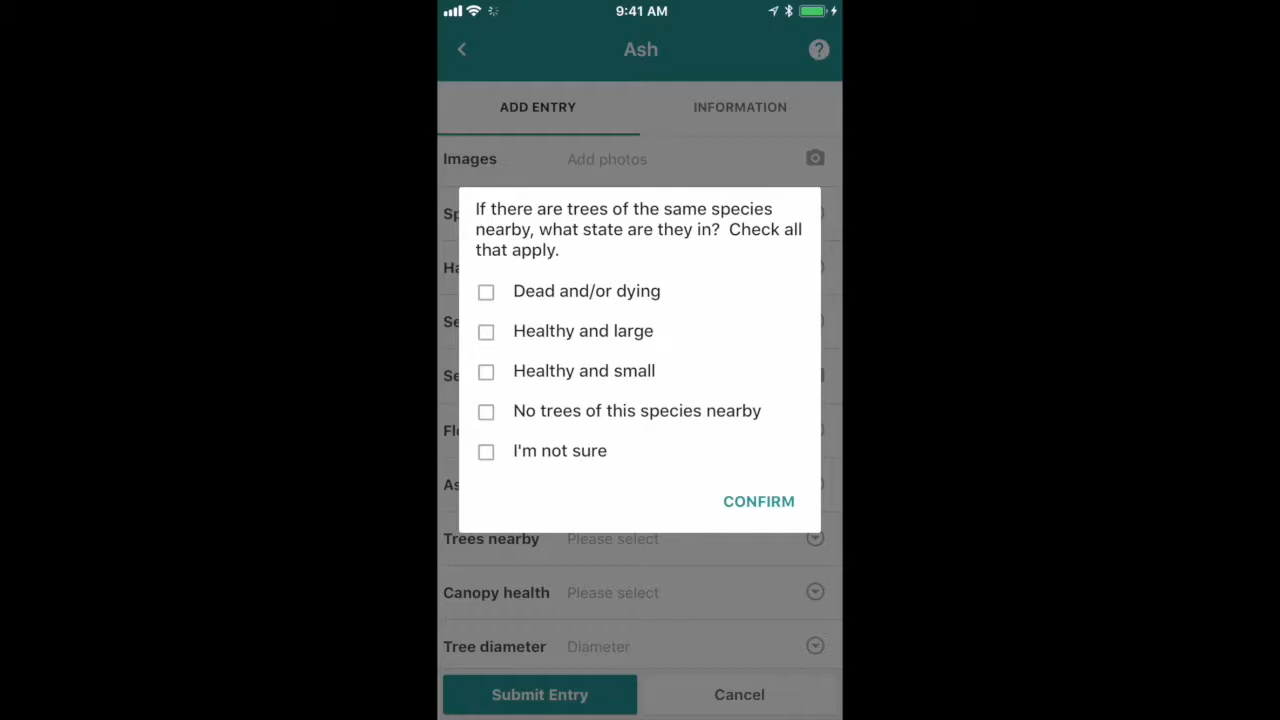 9:41 AM
Ash
ADD ENTRY
INFORMATION
Images
Add photos
If there are trees of the same species
nearby, what state are they in?  Check all
that apply.
Dead and/or dying
Healthy and large
Healthy and small
No trees of this species nearby
I'm not sure
CONFIRM
Trees nearby
Please select
Canopy health
Please select
Tree diameter
Diameter
Submit Entry
Cancel